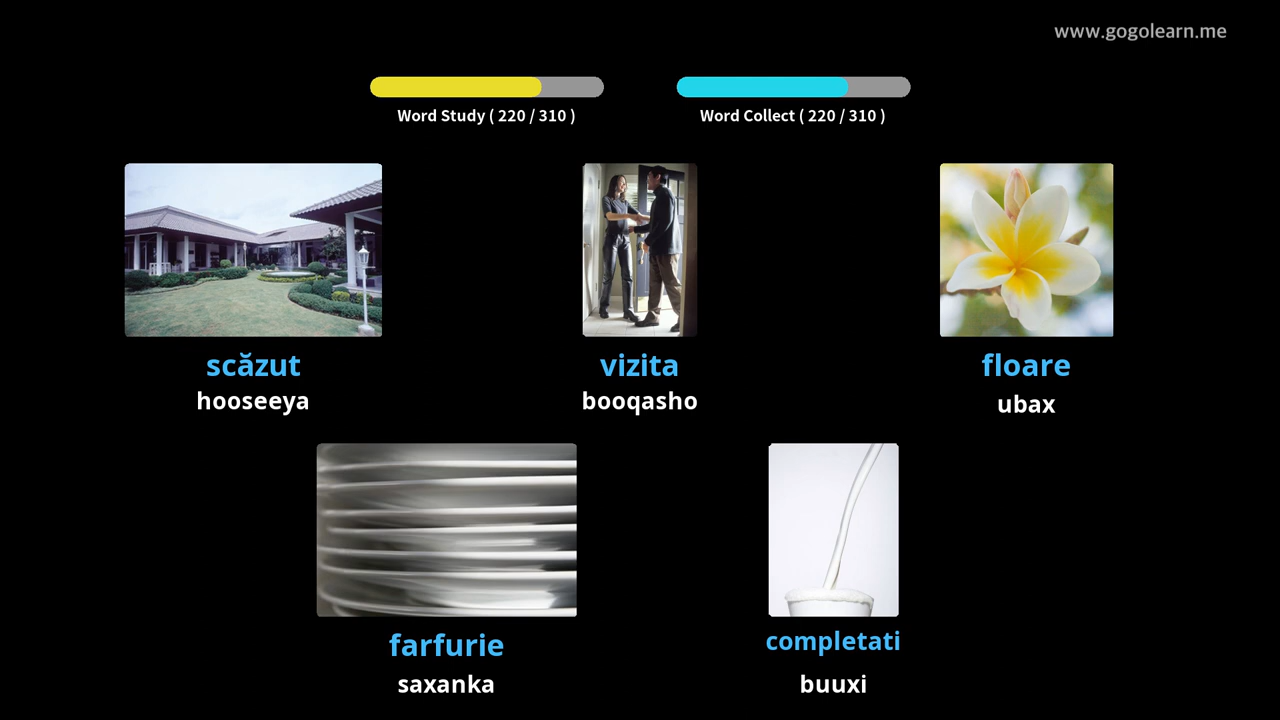 www.gogolearn.me
Word Study ( 220 / 310 )
Word Collect ( 220 / 310 )
scăzut
hooseeya
vizita
booqasho
floare
ubax
farfurie
saxanka
completati
buuxi